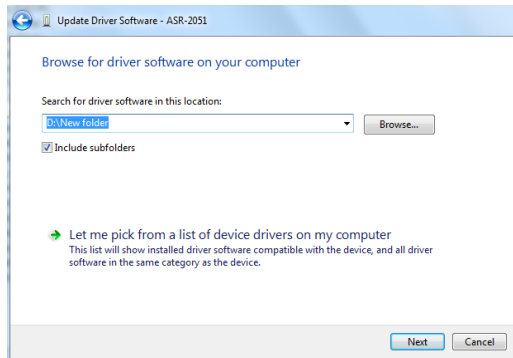 Update Driver Software - ASR-2051
Browse for driver software on your computer
Search for driver software in this location:
D:\New folder
Browse...
Include subfolders
Let me pick from a list of device drivers on my computer
This list will show installed driver software compatible with the device, and all driver
software in the same category as the device.
Next Cancel